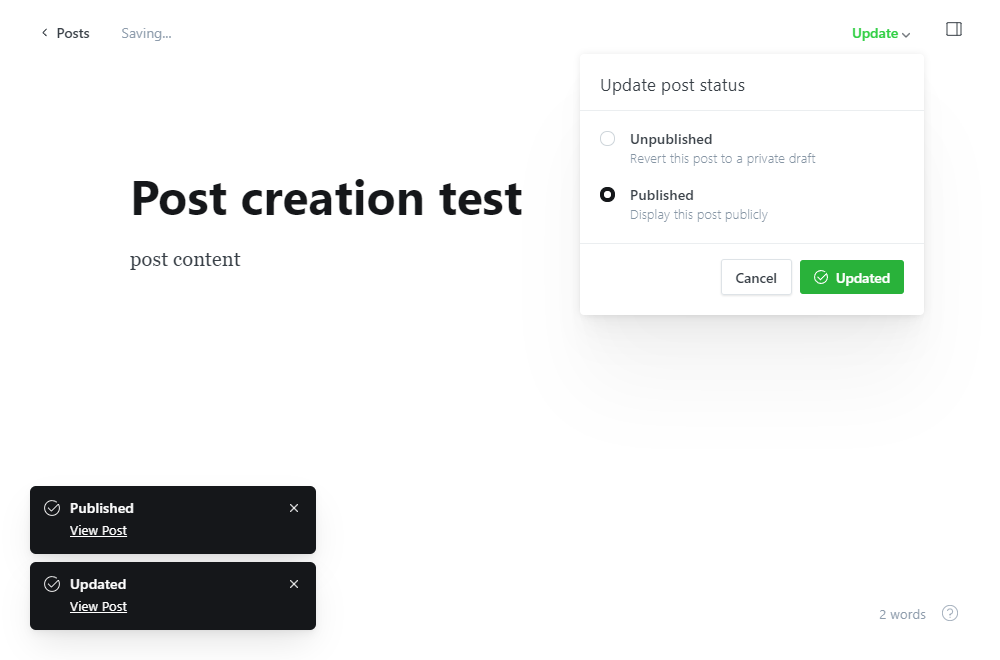 Posts
Saving...
Update
Update post status
Unpublished
Revert this post to a private draft
Published
Display this post publicly
Cancel
Updated
Post creation test
post content
Published
View Post
Updated
View Post
2 words